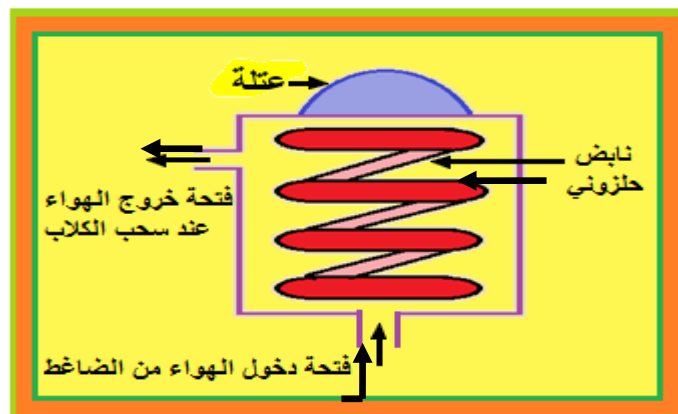 عتلة
نابض
حلزوني
فتحة خروج الهواء
عند سحب الكلاب
فتحة دخول الهواء من الضاغط